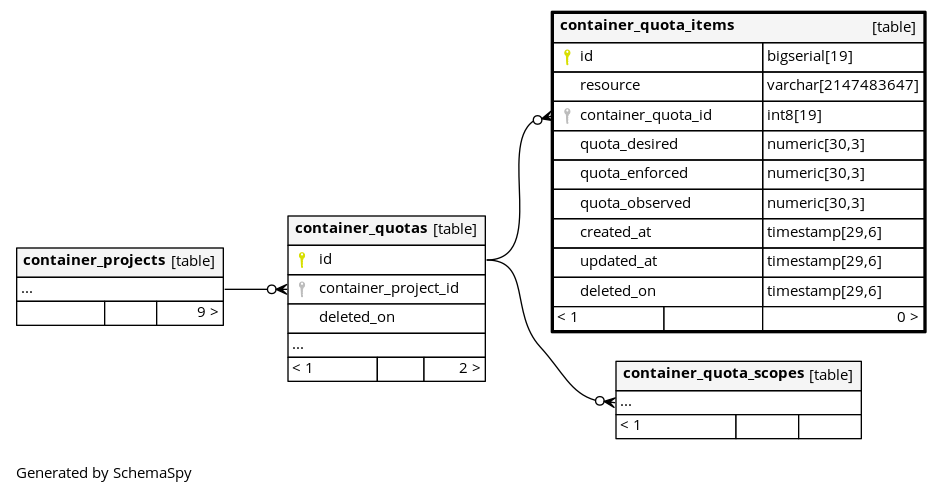 container_quota_items [table]
id bigserial[19]
resource varchar[2147483647]
container_quota_id int8[19]
quota_desired numeric[30,3]
quota_enforced numeric[30,3]
quota_observed numeric[30,3]
created_at timestamp[29,6]
updated_at timestamp[29,6]
deleted_on timestamp[29,6]
< 1 0 >
container_quotas [table]
id
container_project_id
deleted_on
...
< 1 2 >
container_projects [table]
...
9 >
container_quota_scopes [table]
...
< 1
Generated by SchemaSpy